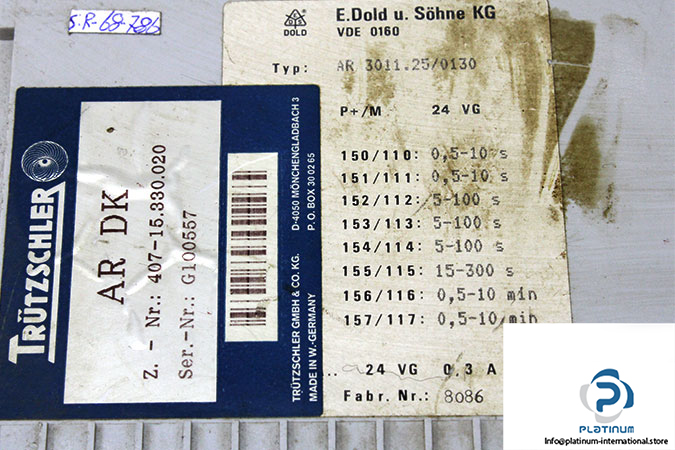 S.R-68-786
DOLD
E.Dold u. Söhne KG
VDE 0160
Typ: AR 3011.25/0130
P+/M 24 VG
150/110: 0,5-10 s
151/111: 0,5-10 s
152/112: 5-100 s
153/113: 5-100 s
154/114: 5-100 s
155/115: 15-300 s
156/116: 0,5-10 min
157/117: 0,5-10 min
24 VG 0,3 A
Fabr. Nr.: 8086
TRÜTZSCHLER
AR DK
Z. - Nr.: 407-15.330.020
Ser.-Nr.: G100557
TRÜTZSCHLER GMBH & CO. KG.
MADE IN W.-GERMANY
D-4050 MÖNCHENGLADBACH 3
P. O. BOX 30 02 65
PLATINUM
Info@platinum-international.store